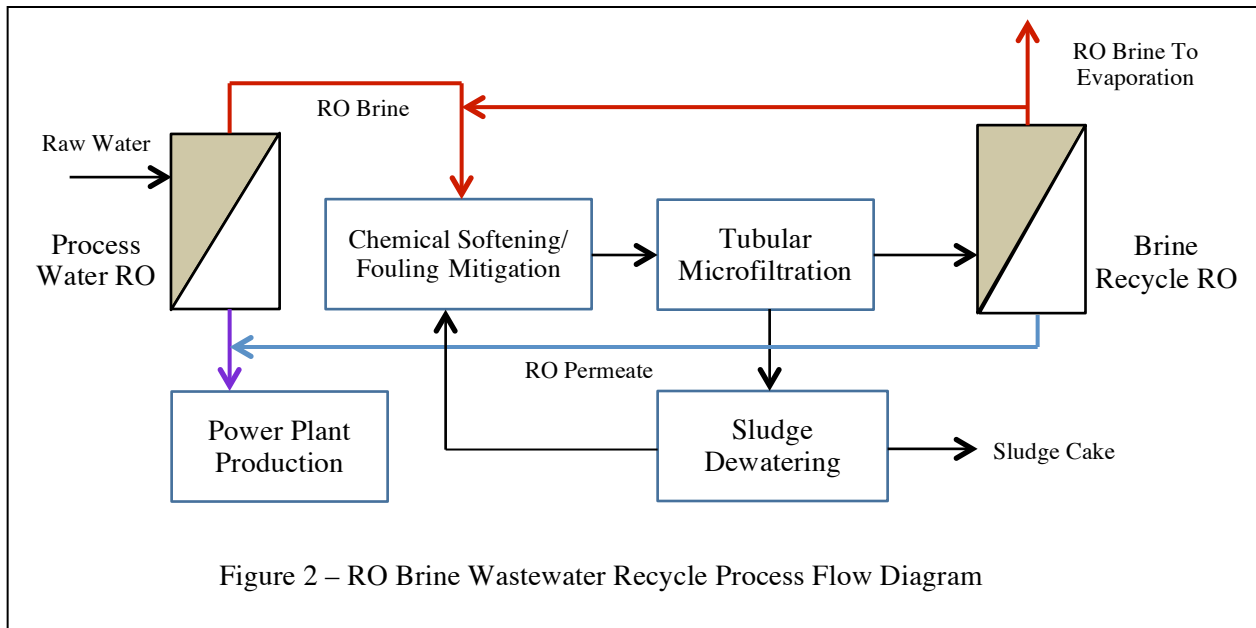 RO Brine To
Evaporation
RO Brine
Raw Water
Process
Water RO
Chemical Softening/
Fouling Mitigation
Tubular
Microfiltration
Brine
Recycle RO
RO Permeate
Power Plant
Production
Sludge
Dewatering
Sludge Cake
Figure 2 – RO Brine Wastewater Recycle Process Flow Diagram